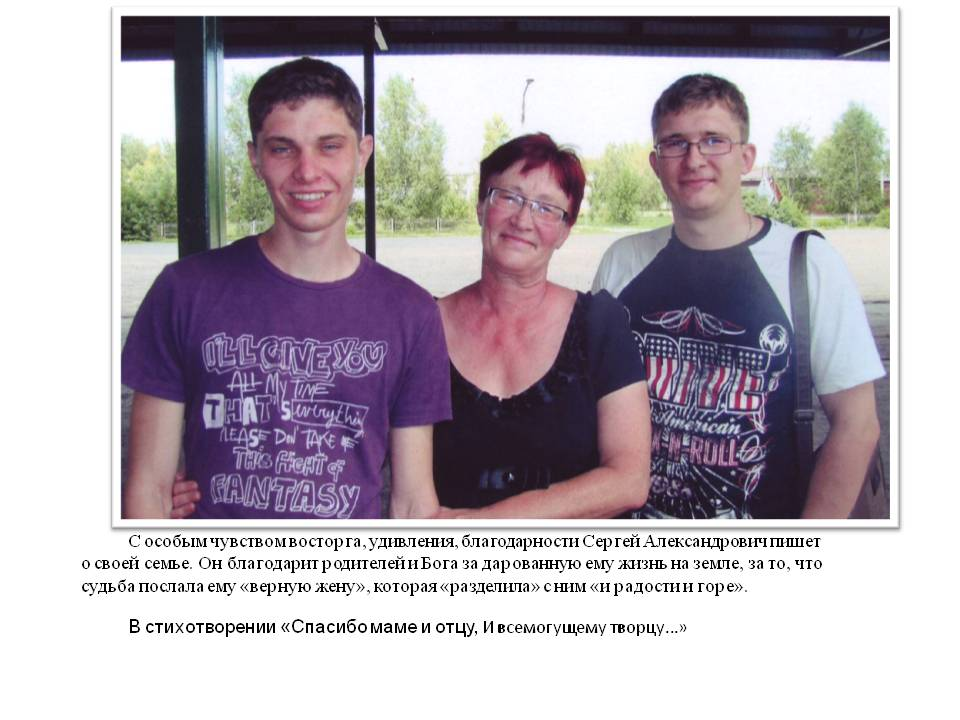 I'LL GIVE YOU
ALL MY TIME
THAT'S everything
PLEASE DON'T TAKE ME
THIS FIGHT OF
FANTASY
American
ROCK-N-ROLL
С особым чувством восторга, удивления, благодарности Сергей Александрович пишет
о своей семье. Он благодарит родителей и Бога за дарованную ему жизнь на земле, за то, что
судьба послала ему «верную жену», которая «разделила» с ним «и радости и горе».
В стихотворении «Спасибо маме и отцу, И всемогущему творцу...»